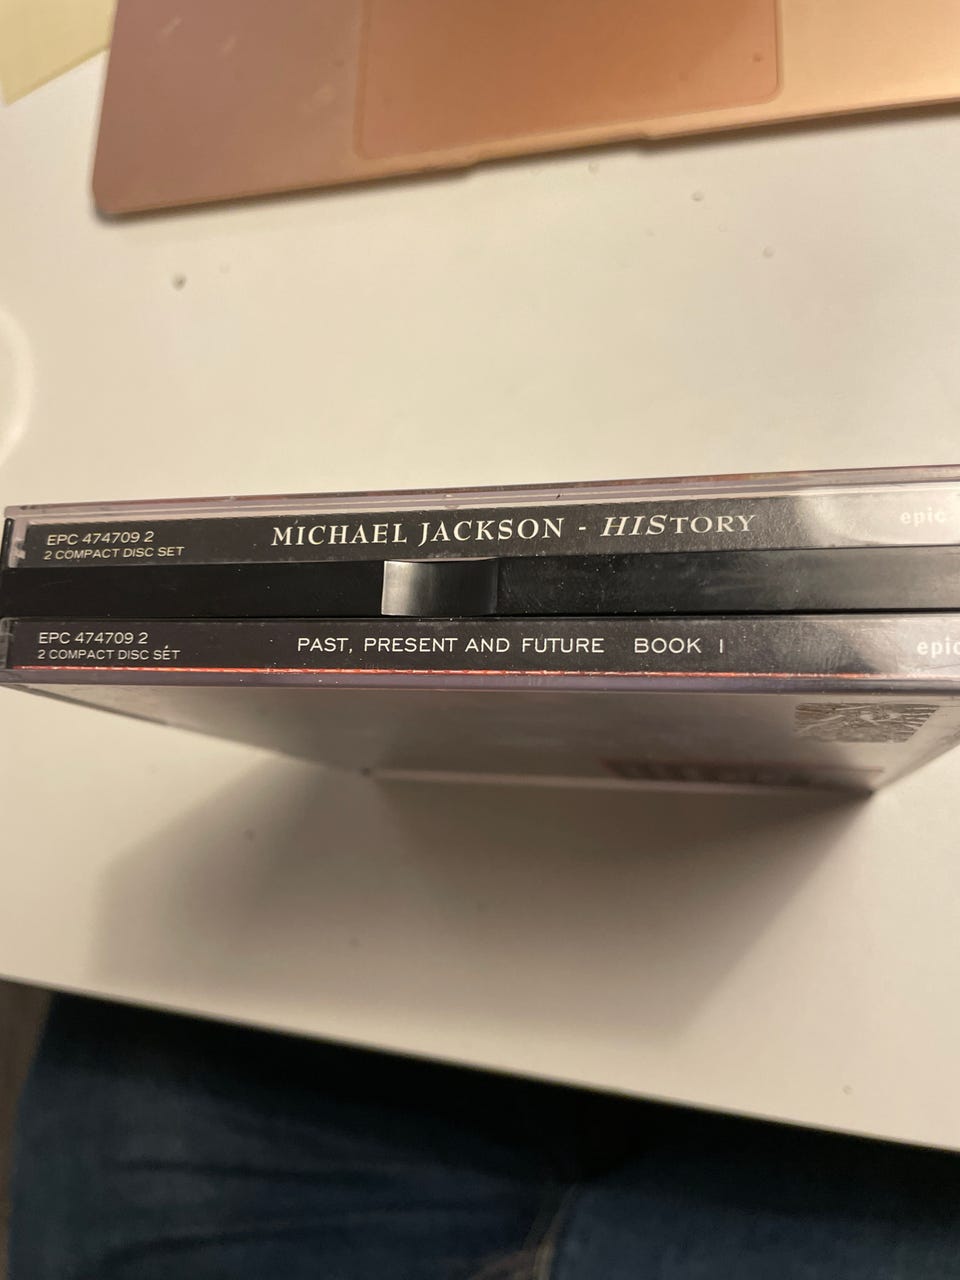 EPC 474709 2
2 COMPACT DISC SET
MICHAEL JACKSON - HISTORY
epic
EPC 474709 2
2 COMPACT DISC SET
PAST, PRESENT AND FUTURE BOOK I
epic